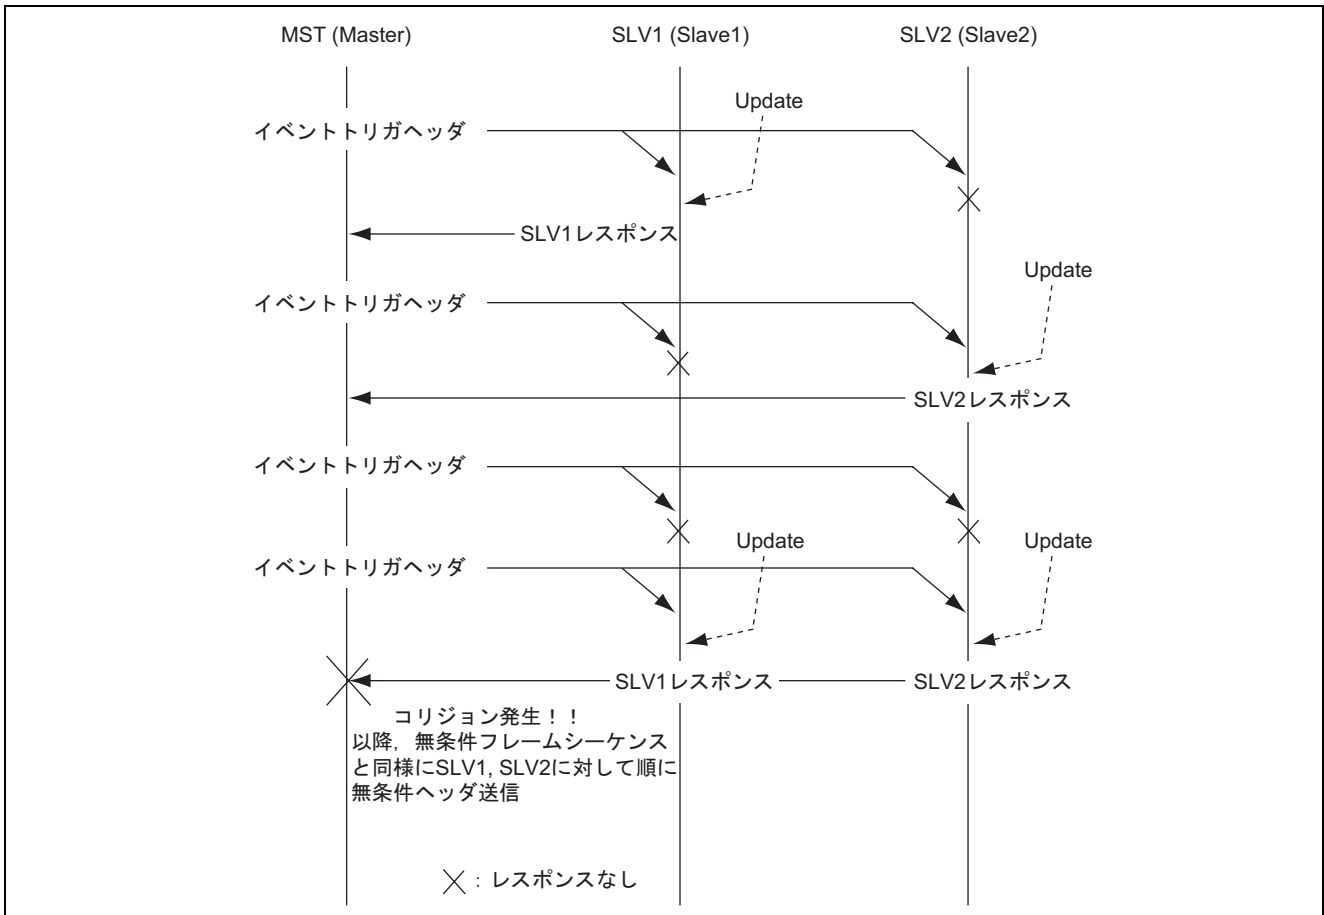 MST (Master)
SLV1 (Slave1)
SLV2 (Slave2)
Update
イベントトリガヘッダ
SLV1レスポンス
Update
イベントトリガヘッダ
SLV2レスポンス
イベントトリガヘッダ
Update
Update
イベントトリガヘッダ
SLV1レスポンス
SLV2レスポンス
コリジョン発生！！
以降，無条件フレームシーケンス
と同様にSLV1, SLV2に対して順に
無条件ヘッダ送信
：レスポンスなし